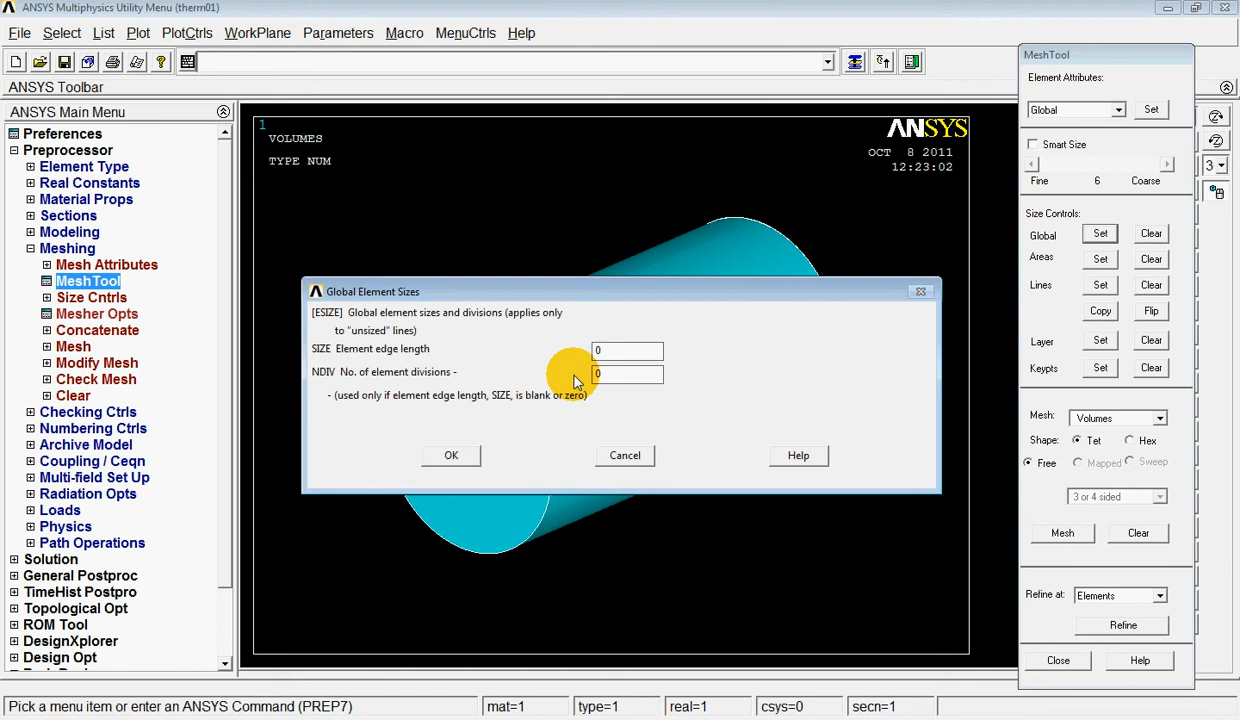 ANSYS Multiphysics Utility Menu (therm01)
File Select List Plot PlotCtrls WorkPlane Parameters Macro MenuCtrls Help
ANSYS Toolbar
ANSYS Main Menu
Preferences
Preprocessor
Element Type
Real Constants
Material Props
Sections
Modeling
Meshing
Mesh Attributes
MeshTool
Size Cntrls
Mesher Opts
Concatenate
Mesh
Modify Mesh
Check Mesh
Clear
Checking Ctrls
Numbering Ctrls
Archive Model
Coupling / Ceqn
Multi-field Set Up
Radiation Opts
Loads
Physics
Path Operations
Solution
General Postproc
TimeHist Postpro
Topological Opt
ROM Tool
DesignXplorer
Design Opt
1
VOLUMES
TYPE NUM
ANSYS
OCT 8 2011
12:23:02
Global Element Sizes
[ESIZE] Global element sizes and divisions (applies only
to "unsized" lines)
SIZE Element edge length 0
NDIV No. of element divisions - 0
- (used only if element edge length, SIZE, is blank or zero)
OK Cancel Help
MeshTool
Element Attributes:
Global Set
Smart Size
Fine 6 Coarse
Size Controls:
Global Set Clear
Areas Set Clear
Lines Set Clear
Copy Flip
Layer Set Clear
Keypts Set Clear
Mesh: Volumes
Shape: Tet Hex
Free Mapped Sweep
3 or 4 sided
Mesh Clear
Refine at: Elements
Refine
Close Help
3
Pick a menu item or enter an ANSYS Command (PREP7) mat=1 type=1 real=1 csys=0 secn=1